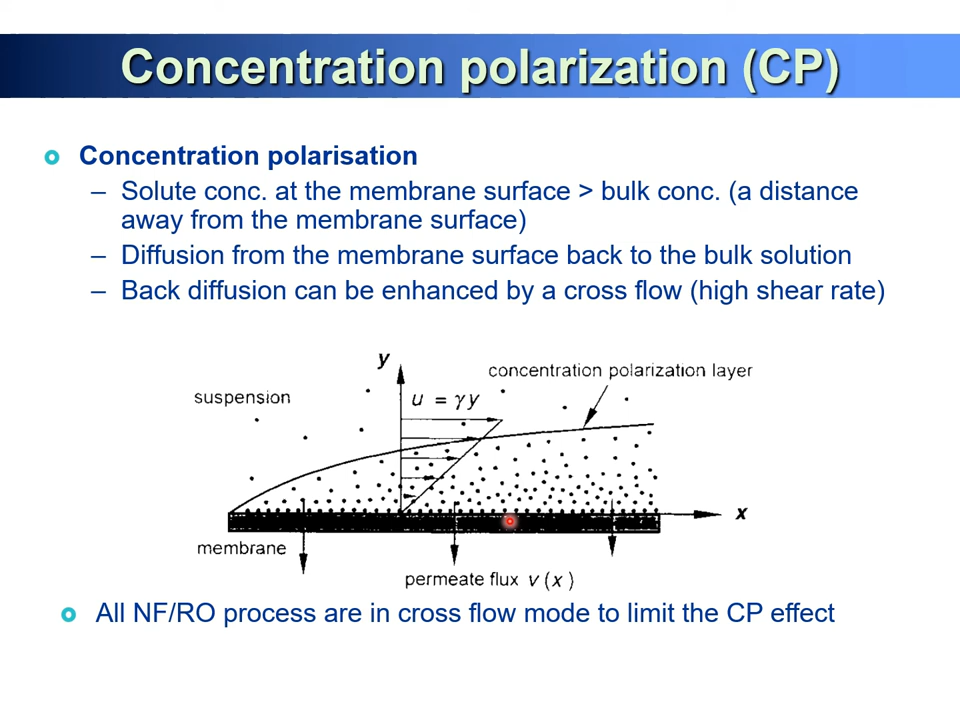 Concentration polarization (CP)
Concentration polarisation
– Solute conc. at the membrane surface > bulk conc. (a distance
away from the membrane surface)
– Diffusion from the membrane surface back to the bulk solution
– Back diffusion can be enhanced by a cross flow (high shear rate)
y
concentration polarization layer
suspension
u = γy
x
membrane
permeate flux v(x)
All NF/RO process are in cross flow mode to limit the CP effect